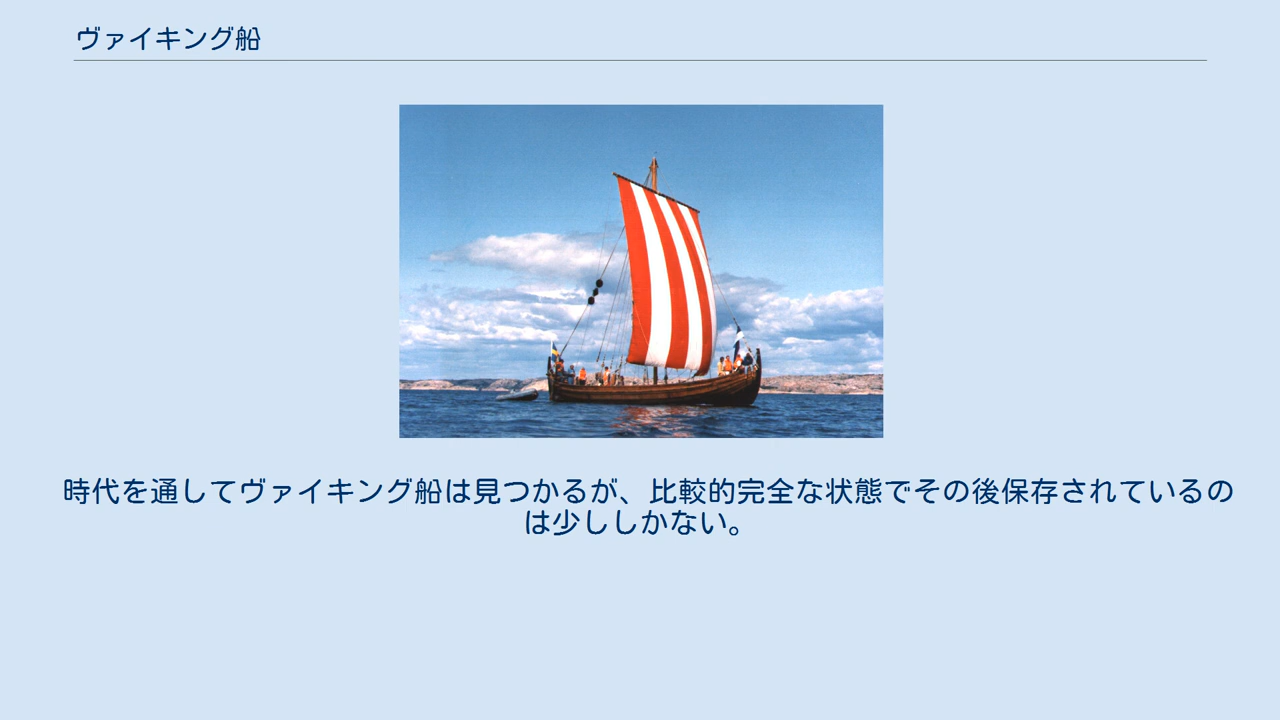 ヴァイキング船
時代を通してヴァイキング船は見つかるが、比較的完全な状態でその後保存されているの
は少ししかない。